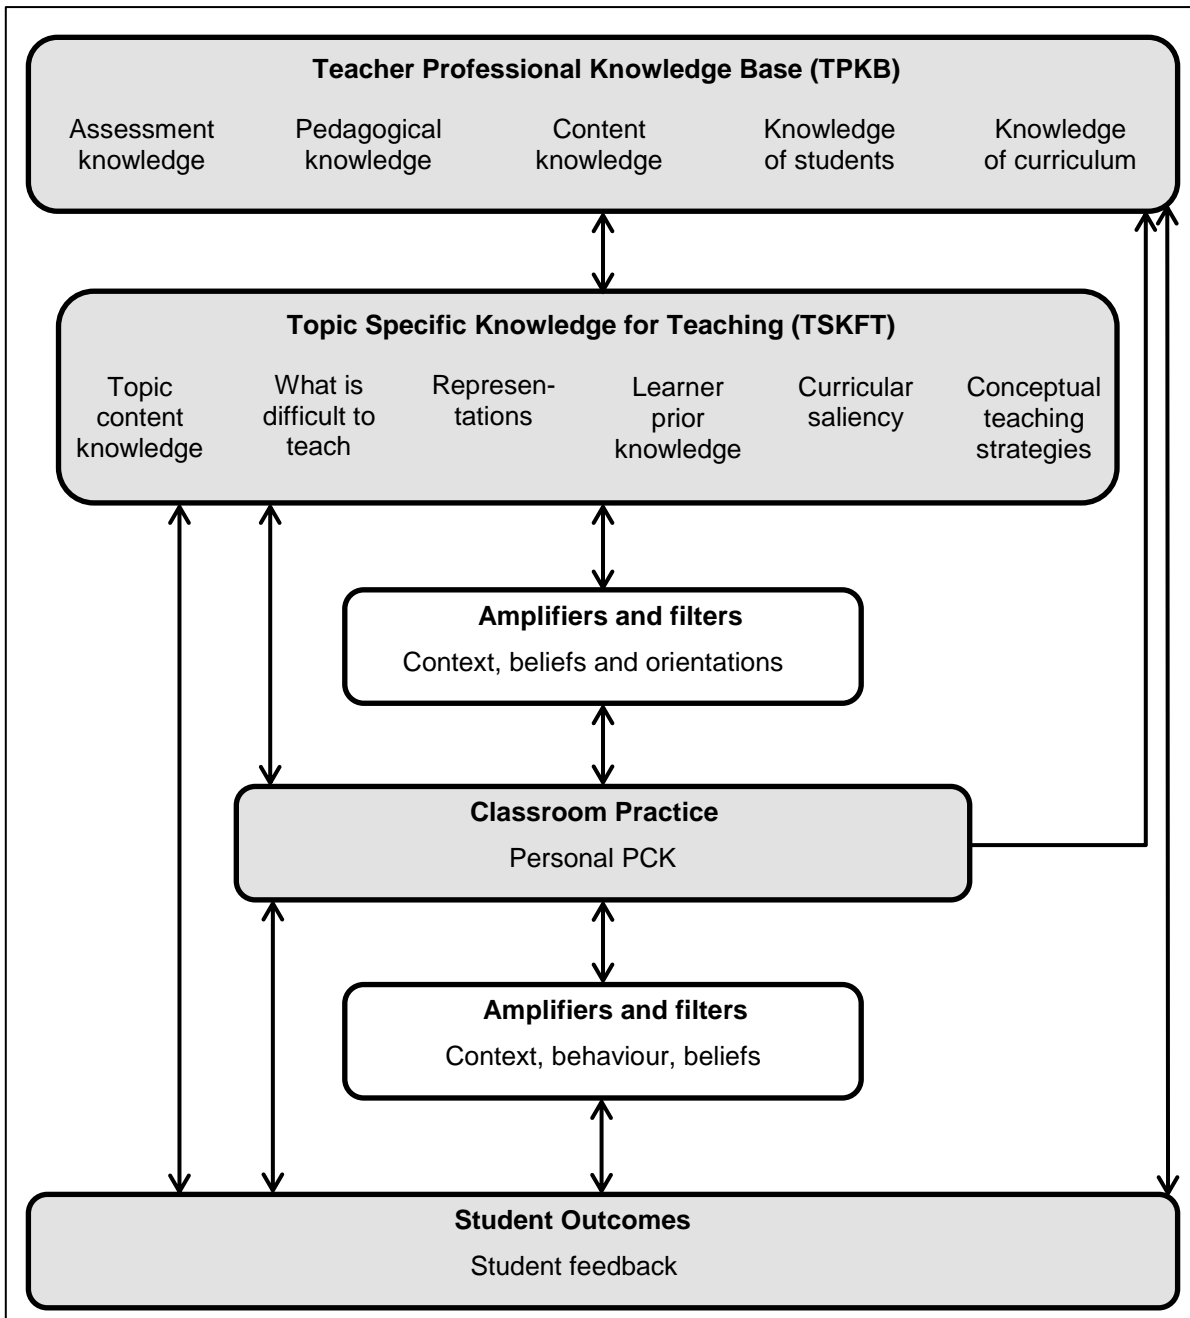 Teacher Professional Knowledge Base (TPKB)
Assessment
knowledge
Pedagogical
knowledge
Content
knowledge
Knowledge
of students
Knowledge
of curriculum
Topic Specific Knowledge for Teaching (TSKFT)
Topic
content
knowledge
What is
difficult to
teach
Represen-
tations
Learner
prior
knowledge
Curricular
saliency
Conceptual
teaching
strategies
Amplifiers and filters
Context, beliefs and orientations
Classroom Practice
Personal PCK
Amplifiers and filters
Context, behaviour, beliefs
Student Outcomes
Student feedback